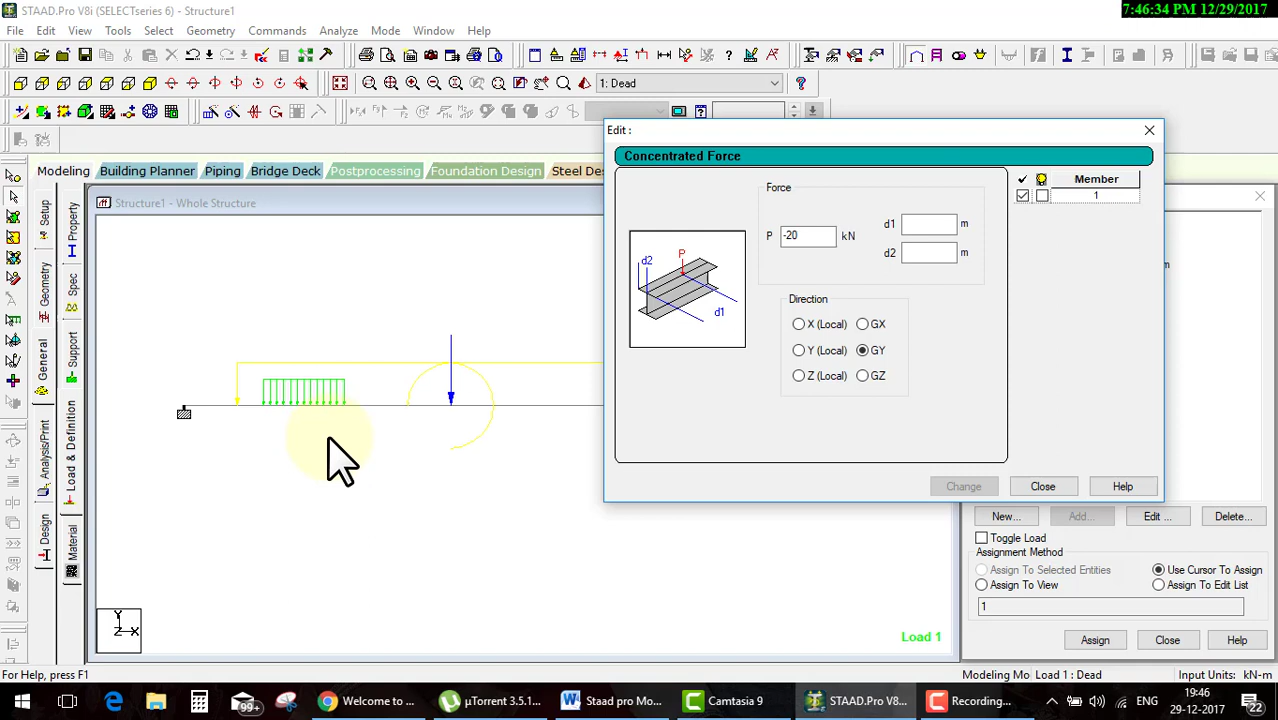 STAAD.Pro V8i (SELECTseries 6) - Structure1
7:46:34 PM 12/29/2017
File Edit View Tools Select Geometry Commands Analyze Mode Window Help
1: Dead
Modeling Building Planner Piping Bridge Deck Postprocessing Foundation Design Steel De
Structure1 - Whole Structure
Setup
Geometry
General
Analysis/Print
Design
Property
Spec
Support
Load & Definition
Material
Edit :
Concentrated Force
Force
P -20 kN
d1 m
d2 m
d2
P
d1
Direction
X (Local) GX
Y (Local) GY
Z (Local) GZ
Member
1
Change Close Help
m
New... Add... Edit ... Delete...
Toggle Load
Assignment Method
Assign To Selected Entities Use Cursor To Assign
Assign To View Assign To Edit List
1
Assign Close Help
Y
Z X
Load 1
For Help, press F1
Modeling Mo Load 1 : Dead Input Units: kN-m
99+ Welcome to ... µTorrent 3.5.1... Staad pro Mo... Camtasia 9 STAAD.Pro V8... Recording...
ENG
19:46
29-12-2017
22